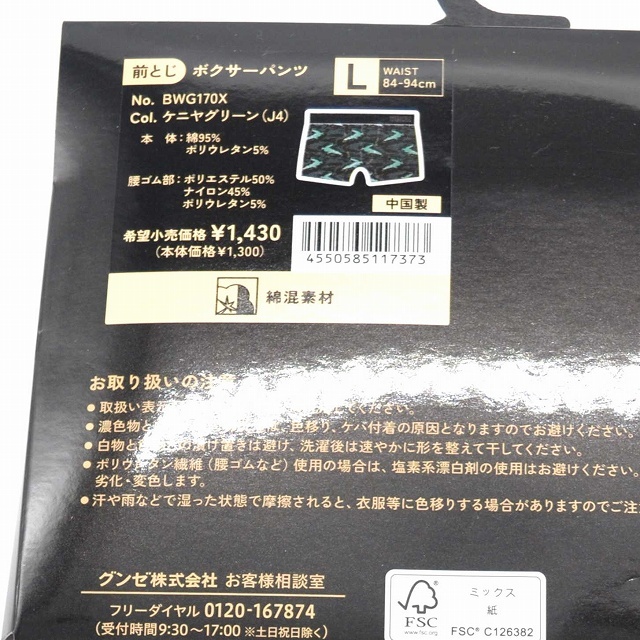 前とじ ボクサーパンツ
L WAIST 84-94cm
No. BWG170X
Col. ケニヤグリーン(J4)
本 体:綿95%
ポリウレタン5%
腰ゴム部:ポリエステル50%
ナイロン45%
ポリウレタン5%
中国製
希望小売価格 ¥1,430
(本体価格¥1,300)
4550585117373
綿混素材
お取り扱いの注意
●取扱い表示 ください。
●濃色物と 色移り、ケバ付着の原因となりますのでお避けください。
●白物と 漬け置きは避け、洗濯後は速やかに形を整えて干してください。
●ポリウレタン繊維(腰ゴムなど)使用の場合は、塩素系漂白剤の使用はお避けください。
劣化・変色します。
●汗や雨などで湿った状態で摩擦されると、衣服等に色移りする場合がありますのでご注
グンゼ株式会社 お客様相談室
フリーダイヤル 0120-167874
(受付時間9:30~17:00 ※土日祝日除く)
FSC
ミックス
紙
FSC® C126382